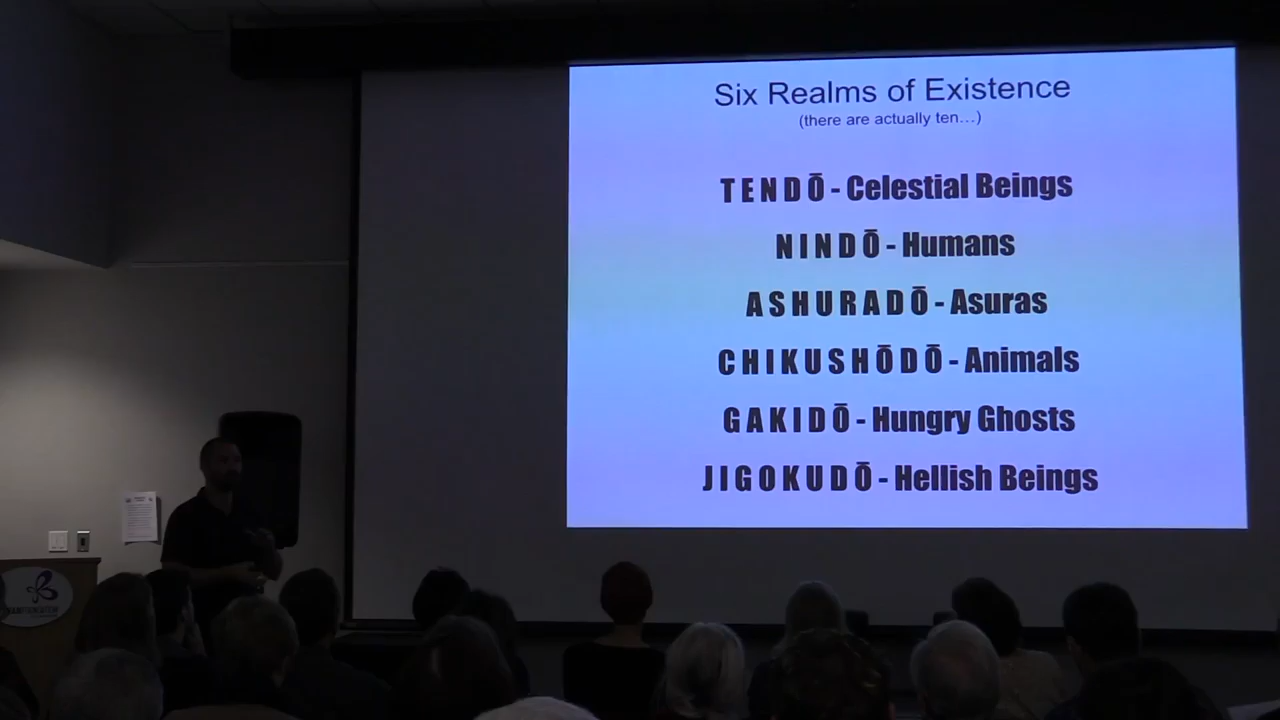 Six Realms of Existence
(there are actually ten...)
TENDŌ - Celestial Beings
NINDŌ - Humans
ASHURADŌ - Asuras
CHIKUSHŌDŌ - Animals
GAKIDŌ - Hungry Ghosts
JIGOKUDŌ - Hellish Beings